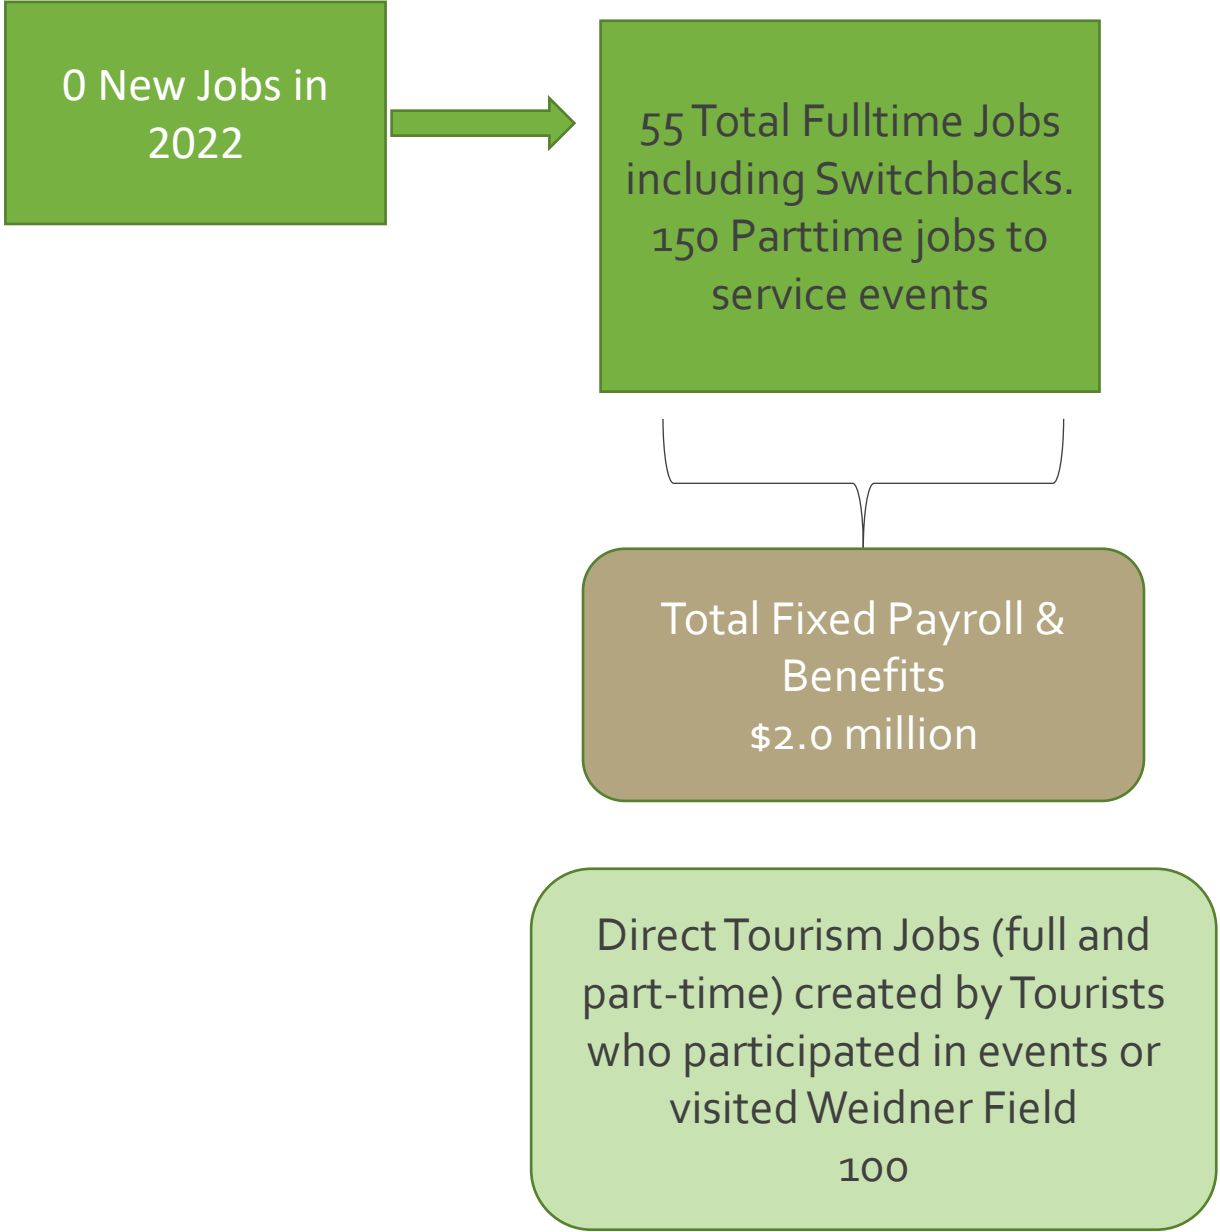 0 New Jobs in
2022
55 Total Fulltime Jobs
including Switchbacks.
150 Parttime jobs to
service events
Total Fixed Payroll &
Benefits
$2.0 million
Direct Tourism Jobs (full and
part-time) created by Tourists
who participated in events or
visited Weidner Field
100